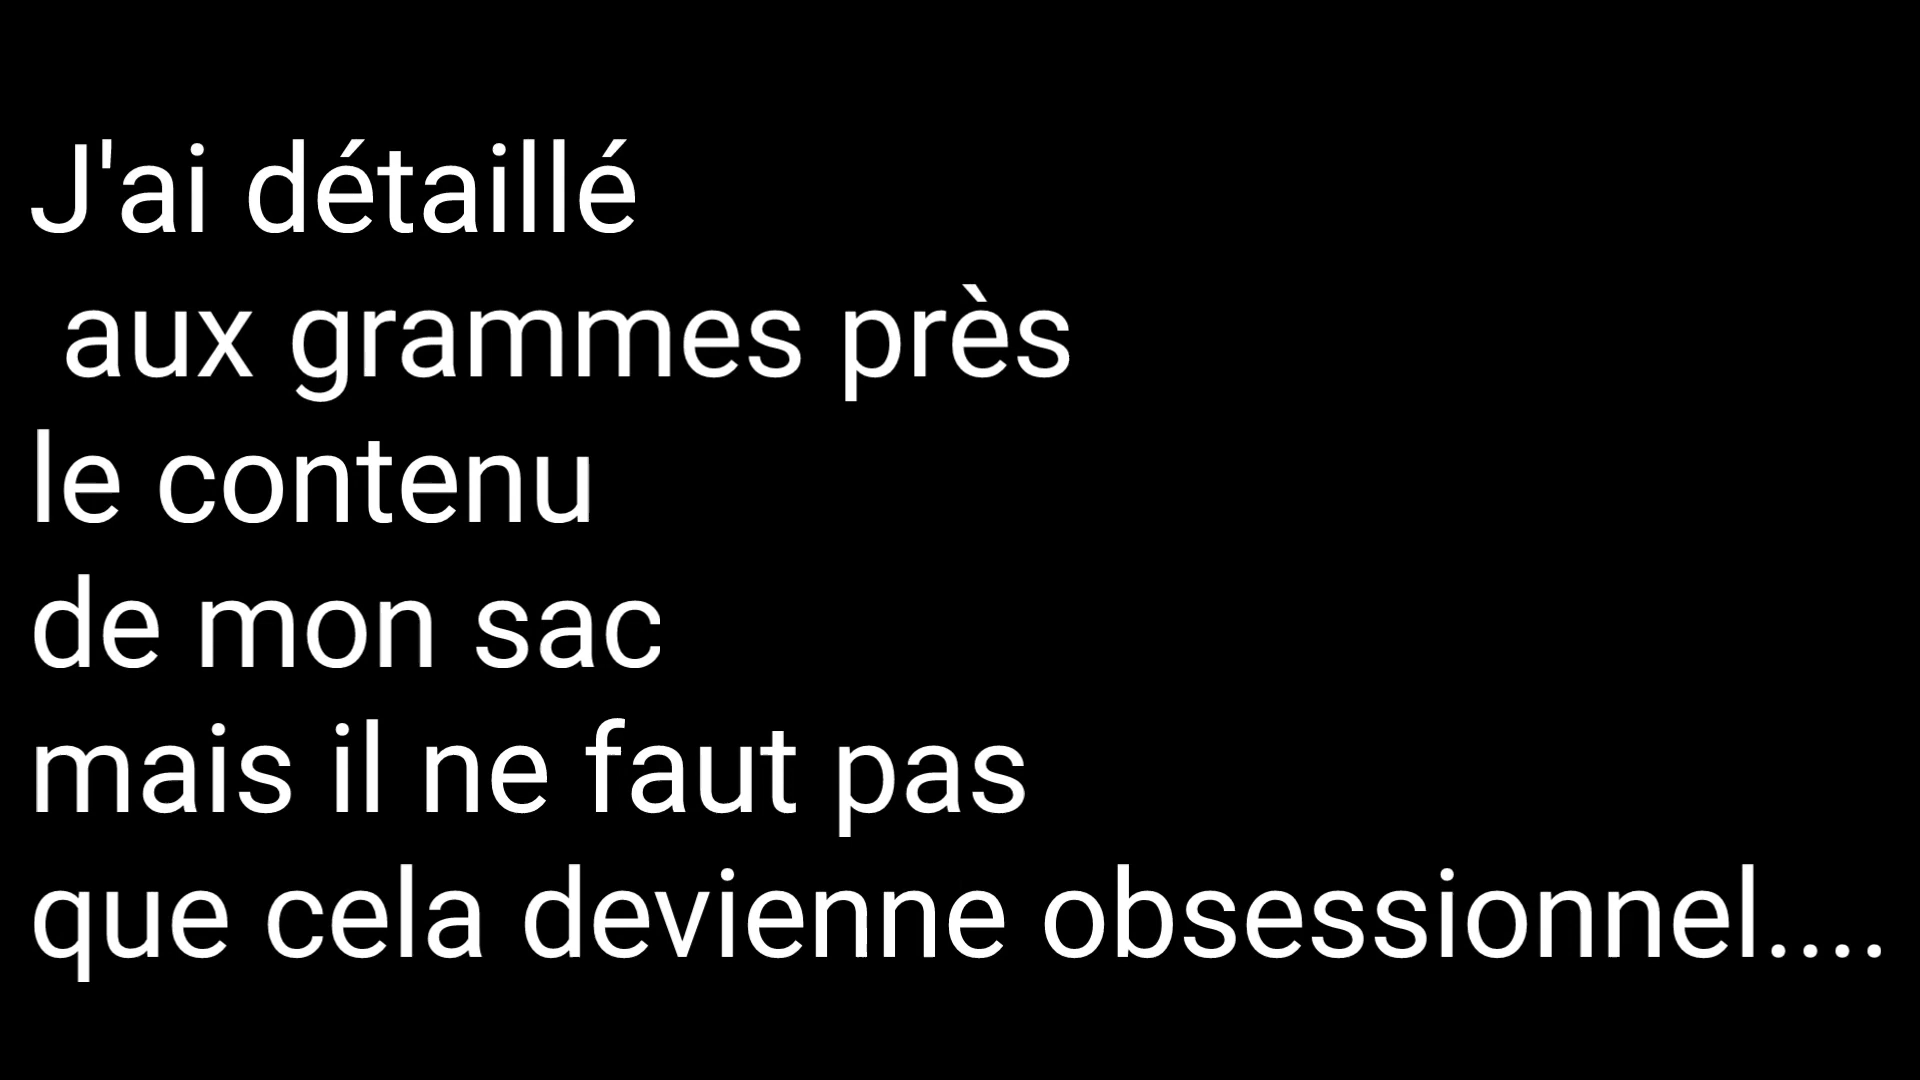 J'ai détaillé
aux grammes près
le contenu
de mon sac
mais il ne faut pas
que cela devienne obsessionnel....